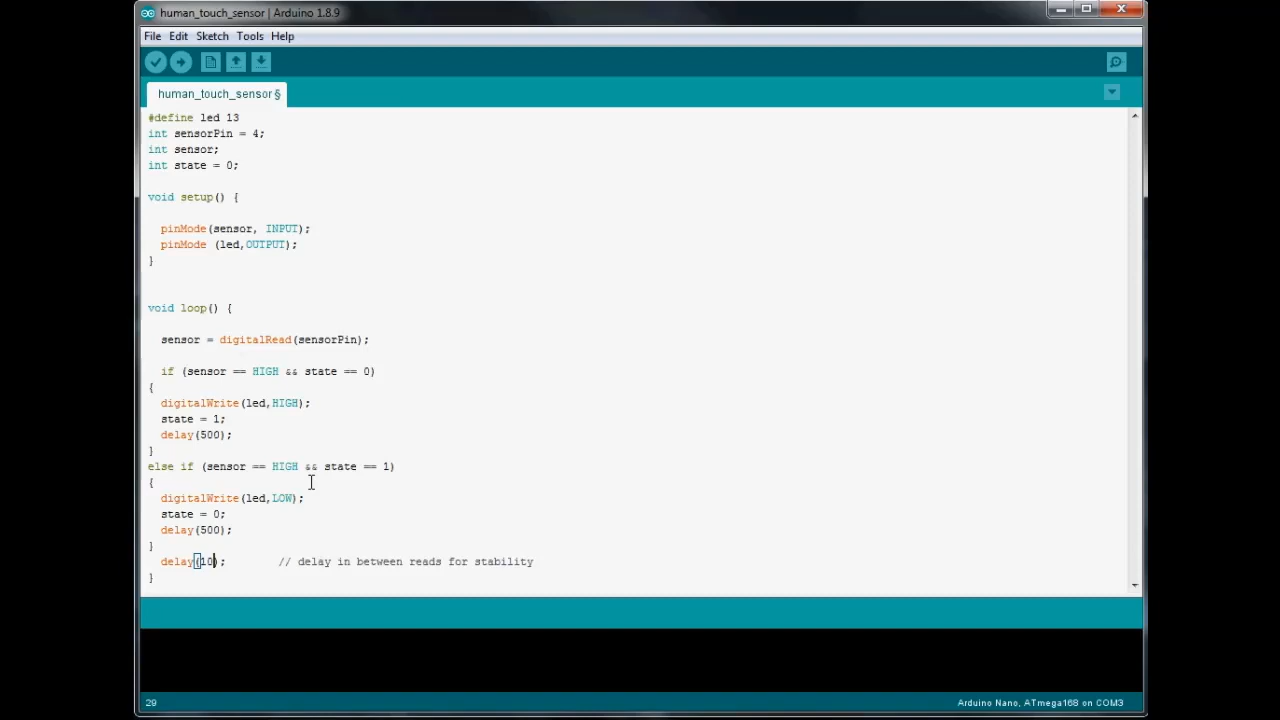 human_touch_sensor | Arduino 1.8.9
File Edit Sketch Tools Help
human_touch_sensor §
#define led 13
int sensorPin = 4;
int sensor;
int state = 0;
void setup() {
pinMode(sensor, INPUT);
pinMode (led,OUTPUT);
}
void loop() {
sensor = digitalRead(sensorPin);
if (sensor == HIGH && state == 0)
{
digitalWrite(led,HIGH);
state = 1;
delay(500);
}
else if (sensor == HIGH && state == 1)
{
digitalWrite(led,LOW);
state = 0;
delay(500);
}
delay(10); // delay in between reads for stability
}
29
Arduino Nano, ATmega168 on COM3